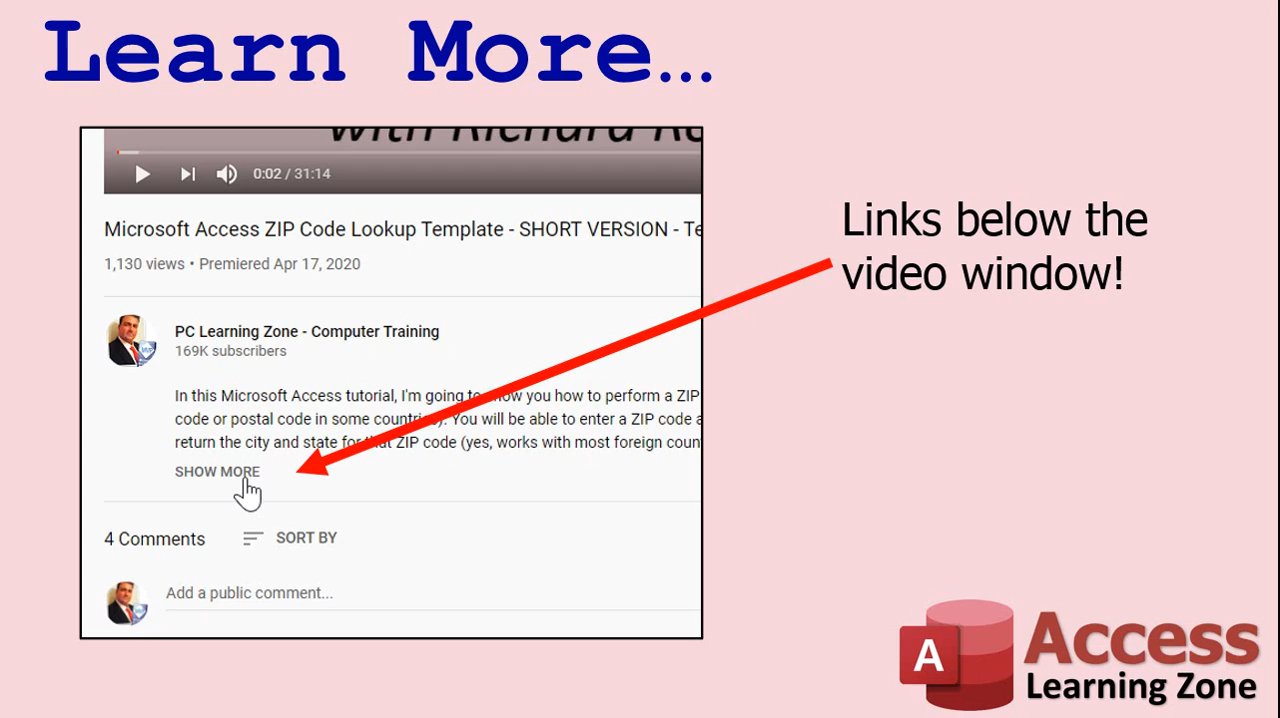 Learn More...
with Richard
0:02 / 31:14
Microsoft Access ZIP Code Lookup Template - SHORT VERSION - Te
1,130 views • Premiered Apr 17, 2020
PC Learning Zone - Computer Training
169K subscribers
In this Microsoft Access tutorial, I'm going to show you how to perform a ZIP
code or postal code in some countries). You will be able to enter a ZIP code a
return the city and state for that ZIP code (yes, works with most foreign coun
SHOW MORE
4 Comments
SORT BY
Add a public comment...
Links below the
video window!
A
Access
Learning Zone